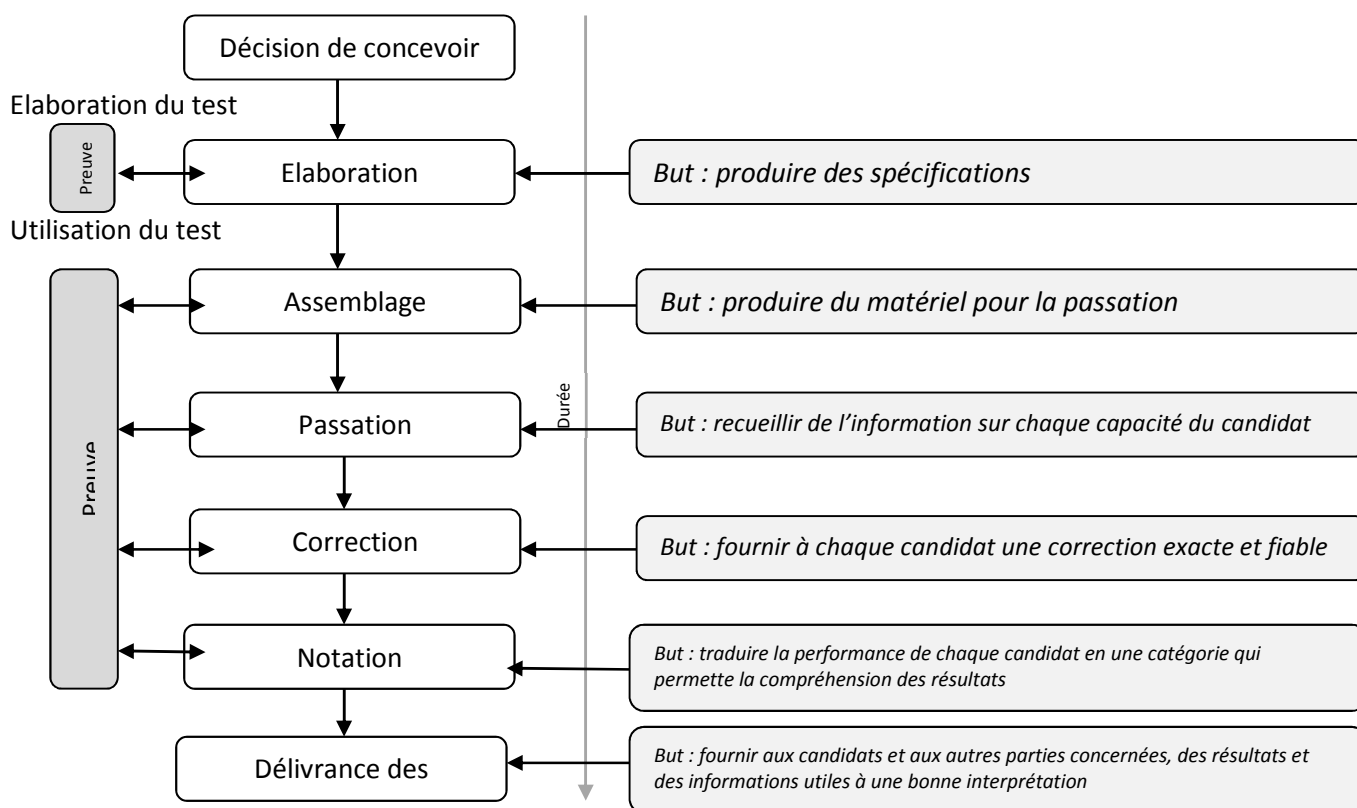 Décision de concevoir
Elaboration du test
Preuve
Elaboration
But : produire des spécifications
Utilisation du test
Assemblage
But : produire du matériel pour la passation
Durée
Passation
But : recueillir de l’information sur chaque capacité du candidat
Preuve
Correction
But : fournir à chaque candidat une correction exacte et fiable
Notation
But : traduire la performance de chaque candidat en une catégorie qui
permette la compréhension des résultats
Délivrance des
But : fournir aux candidats et aux autres parties concernées, des résultats et
des informations utiles à une bonne interprétation